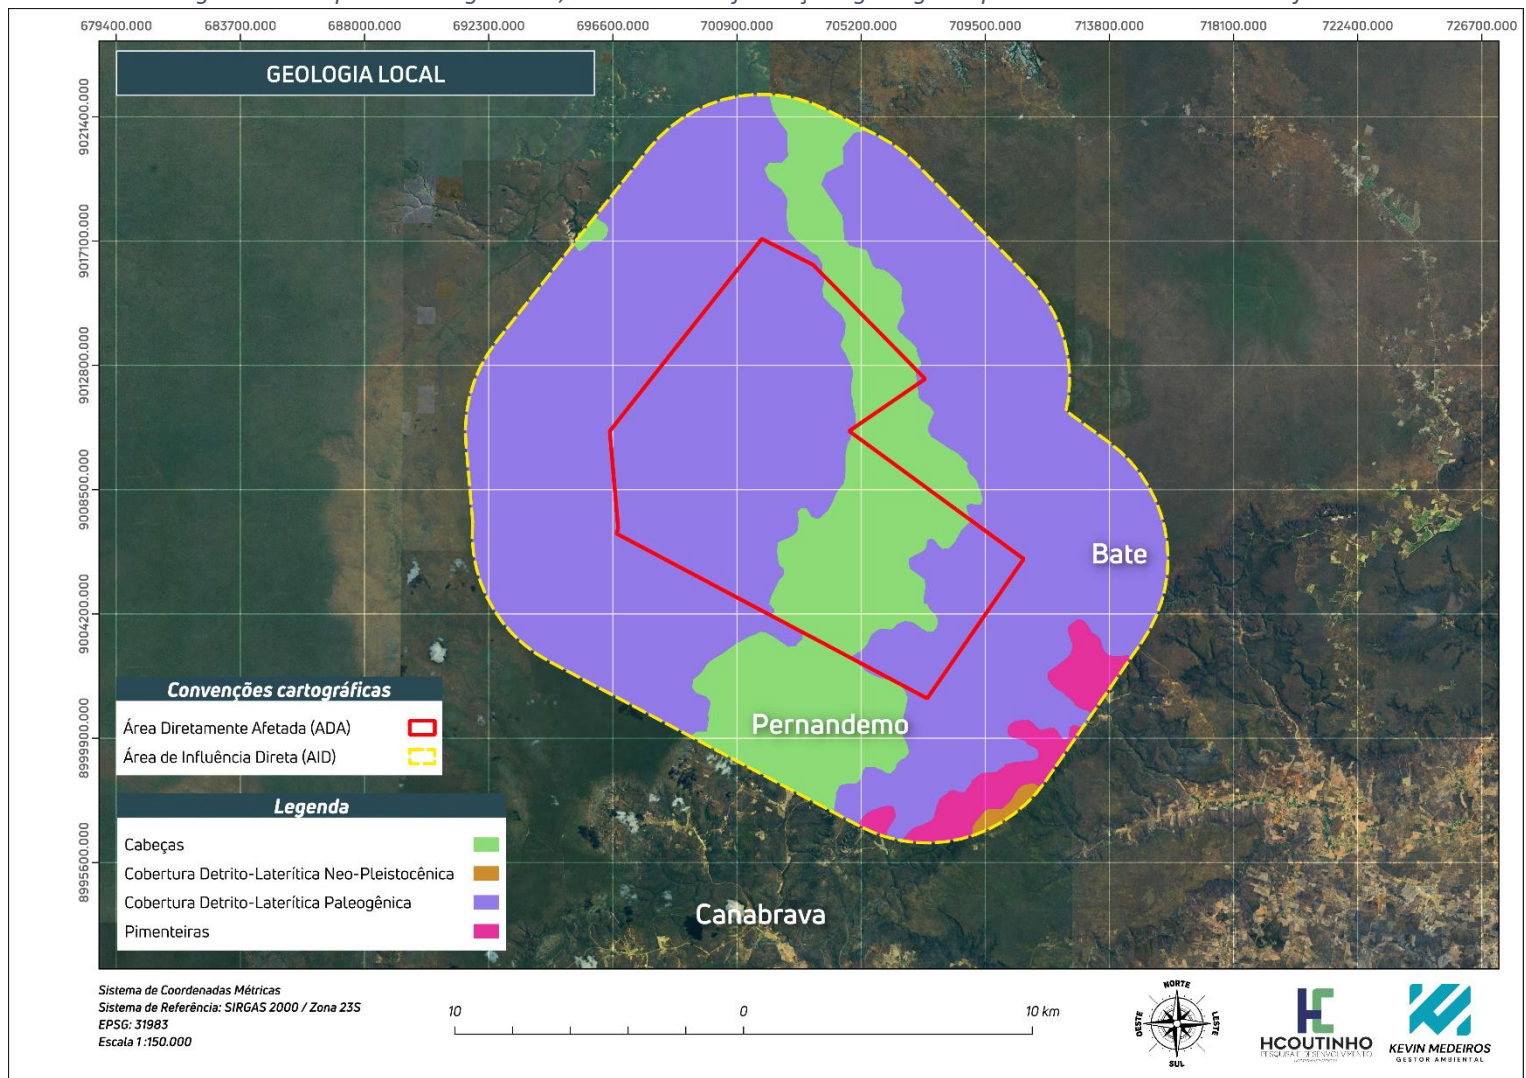 679400.000 683700.000 688000.000 692300.000 696600.000 700900.000 705200.000 709500.000 713800.000 718100.000 722400.000 726700.000
GEOLOGIA LOCAL
9021400.000
9017100.000
9012800.000
9008500.000
9004200.000
8999900.000
8995600.000
Bate
Pernandemo
Canabrava
Convenções cartográficas
Área Diretamente Afetada (ADA)
Área de Influência Direta (AID)
Legenda
Cabeças
Cobertura Detrito-Laterítica Neo-Pleistocênica
Cobertura Detrito-Laterítica Paleogênica
Pimenteiras
Sistema de Coordenadas Métricas
Sistema de Referência: SIRGAS 2000 / Zona 23S
EPSG: 31983
Escala 1:150.000
10 0 10 km
NORTE
OESTE
LESTE
SUL
HCOUTINHO
PESQUISA E DESENVOLVIMENTO
KEVIN MEDEIROS
GESTOR AMBIENTAL